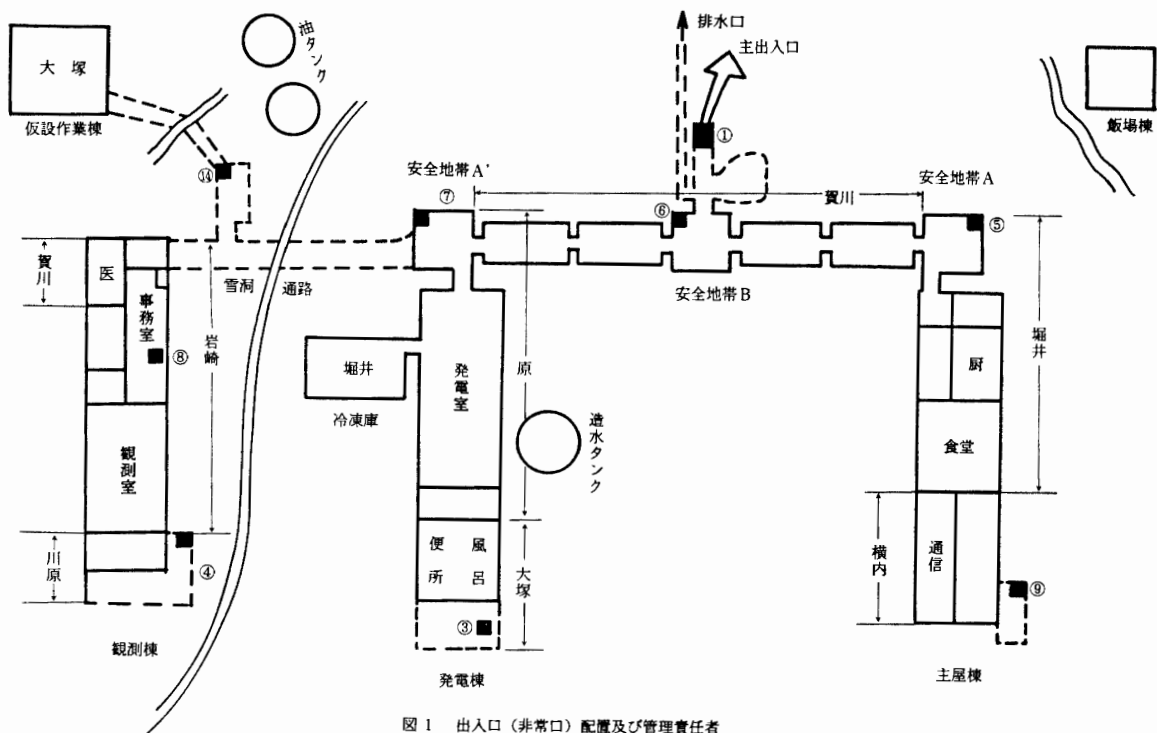 大塚
仮設作業棟
油タンク
排水口
主出入口
①
飯場棟
⑭
安全地帯A'
⑦
賀川
⑥
安全地帯A
⑤
安全地帯B
雪洞 通路
賀川
医
事務室
⑧
岩崎
観測室
川原
④
観測棟
堀井
冷凍庫
発電室
原
造水タンク
便所
風呂
大塚
③
発電棟
厨
堀井
食堂
通信
横内
⑨
主屋棟
図1 出入口（非常口）配置及び管理責任者